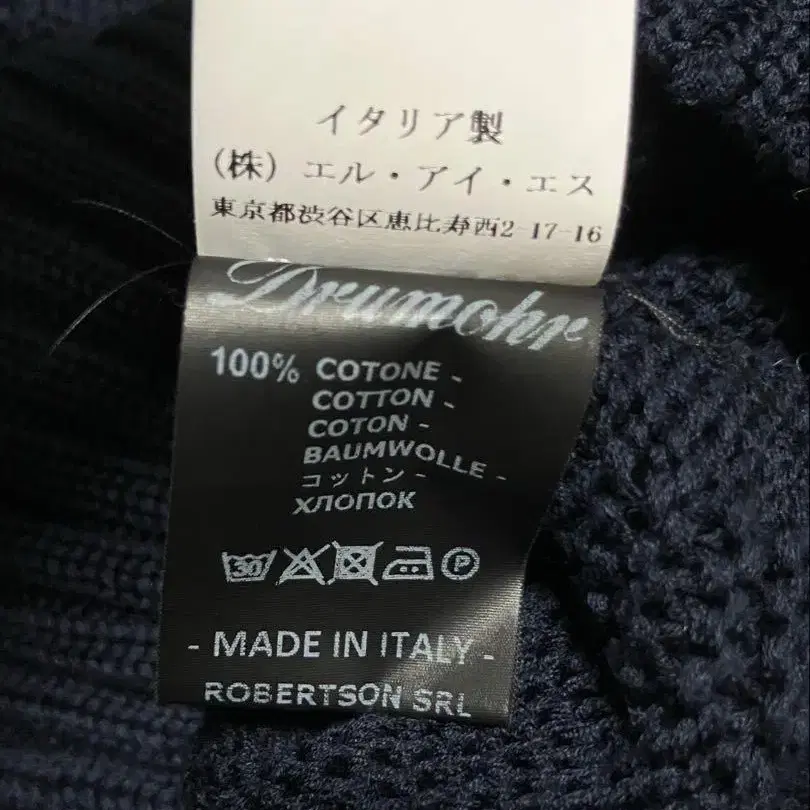 イタリア製
(株) エル・アイ・エス
東京都渋谷区恵比寿西2-17-16
Drumohr
100% COTONE -
COTTON -
COTON -
BAUMWOLLE -
コットン -
ХЛОПОК
30 P
- MADE IN ITALY -
ROBERTSON SRL